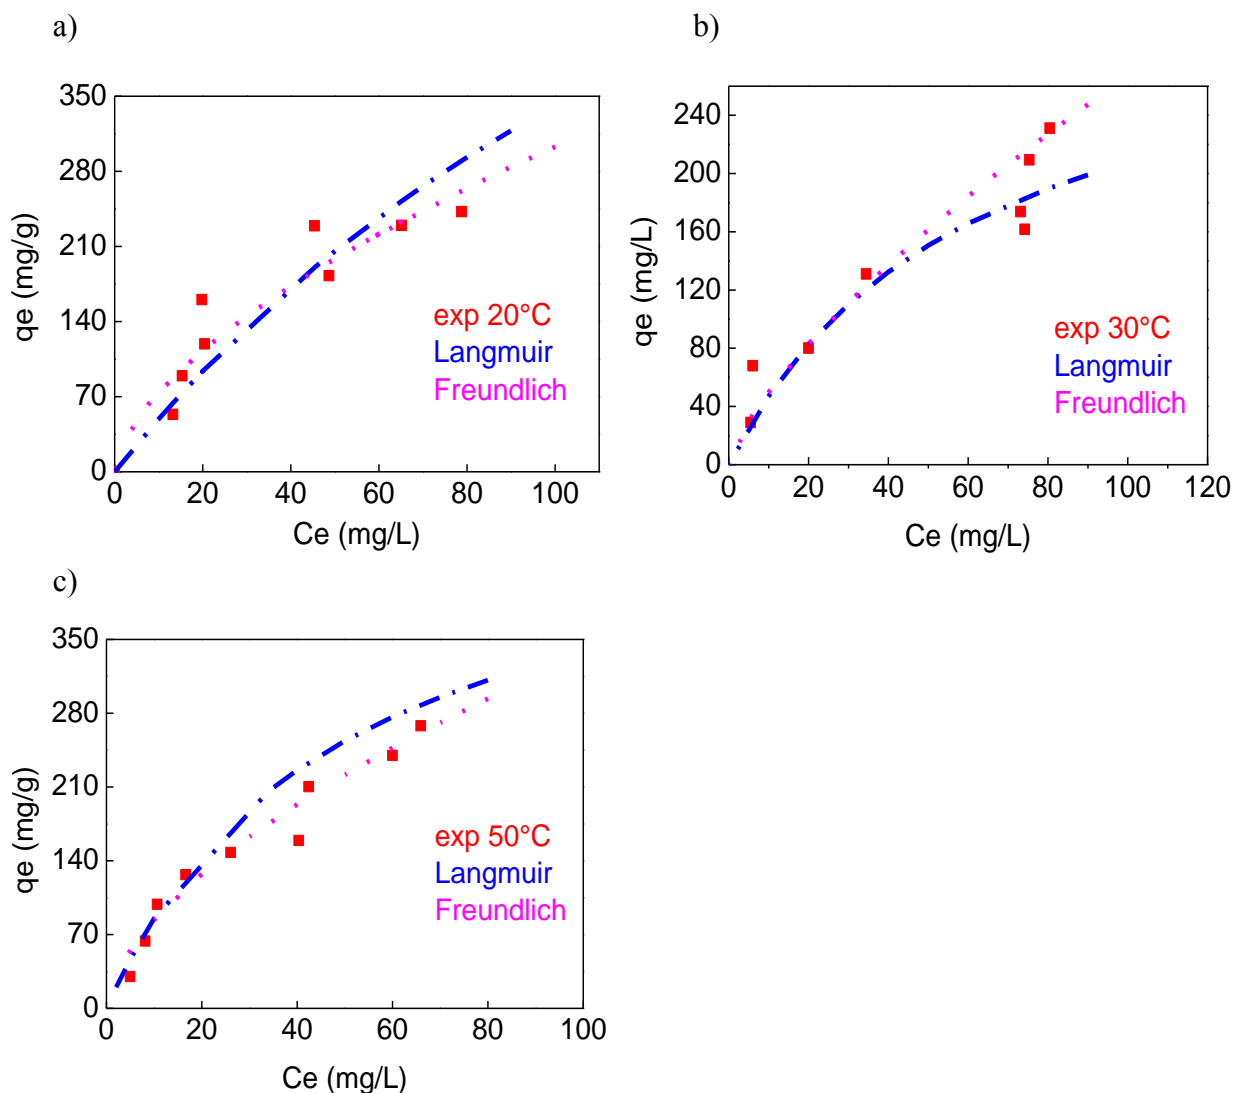 a)
350
280
210
140
70
0
qe (mg/g)
0 20 40 60 80 100
Ce (mg/L)
exp 20°C
Langmuir
Freundlich
b)
240
200
160
120
80
40
0
qe (mg/L)
0 20 40 60 80 100 120
Ce (mg/L)
exp 30°C
Langmuir
Freundlich
c)
350
280
210
140
70
0
qe (mg/g)
0 20 40 60 80 100
Ce (mg/L)
exp 50°C
Langmuir
Freundlich